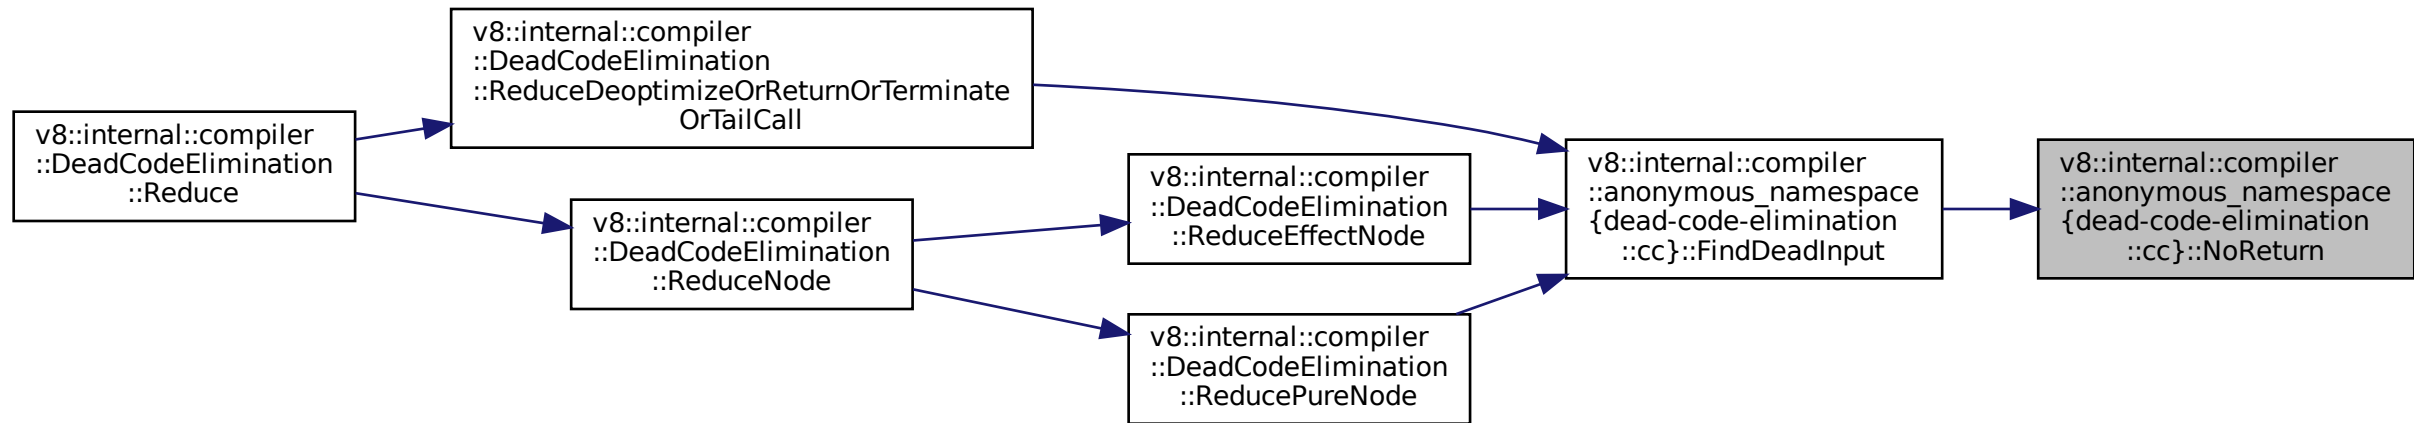 v8::internal::compiler
::DeadCodeElimination
::Reduce
v8::internal::compiler
::DeadCodeElimination
::ReduceDeoptimizeOrReturnOrTerminate
OrTailCall
v8::internal::compiler
::DeadCodeElimination
::ReduceNode
v8::internal::compiler
::DeadCodeElimination
::ReduceEffectNode
v8::internal::compiler
::DeadCodeElimination
::ReducePureNode
v8::internal::compiler
::anonymous_namespace
{dead-code-elimination
::cc}::FindDeadInput
v8::internal::compiler
::anonymous_namespace
{dead-code-elimination
::cc}::NoReturn